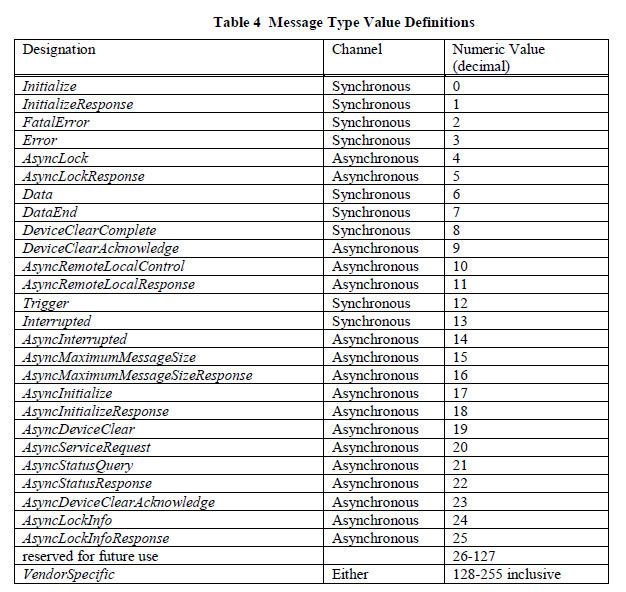 Table 4 Message Type Value Definitions
Designation Channel Numeric Value
(decimal)
Initialize Synchronous 0
InitializeResponse Synchronous 1
FatalError Synchronous 2
Error Synchronous 3
AsyncLock Asynchronous 4
AsyncLockResponse Asynchronous 5
Data Synchronous 6
DataEnd Synchronous 7
DeviceClearComplete Synchronous 8
DeviceClearAcknowledge Asynchronous 9
AsyncRemoteLocalControl Asynchronous 10
AsyncRemoteLocalResponse Asynchronous 11
Trigger Synchronous 12
Interrupted Synchronous 13
AsyncInterrupted Asynchronous 14
AsyncMaximumMessageSize Asynchronous 15
AsyncMaximumMessageSizeResponse Asynchronous 16
AsyncInitialize Asynchronous 17
AsyncInitializeResponse Asynchronous 18
AsyncDeviceClear Asynchronous 19
AsyncServiceRequest Asynchronous 20
AsyncStatusQuery Asynchronous 21
AsyncStatusResponse Asynchronous 22
AsyncDeviceClearAcknowledge Asynchronous 23
AsyncLockInfo Asynchronous 24
AsyncLockInfoResponse Asynchronous 25
reserved for future use 26-127
VendorSpecific Either 128-255 inclusive